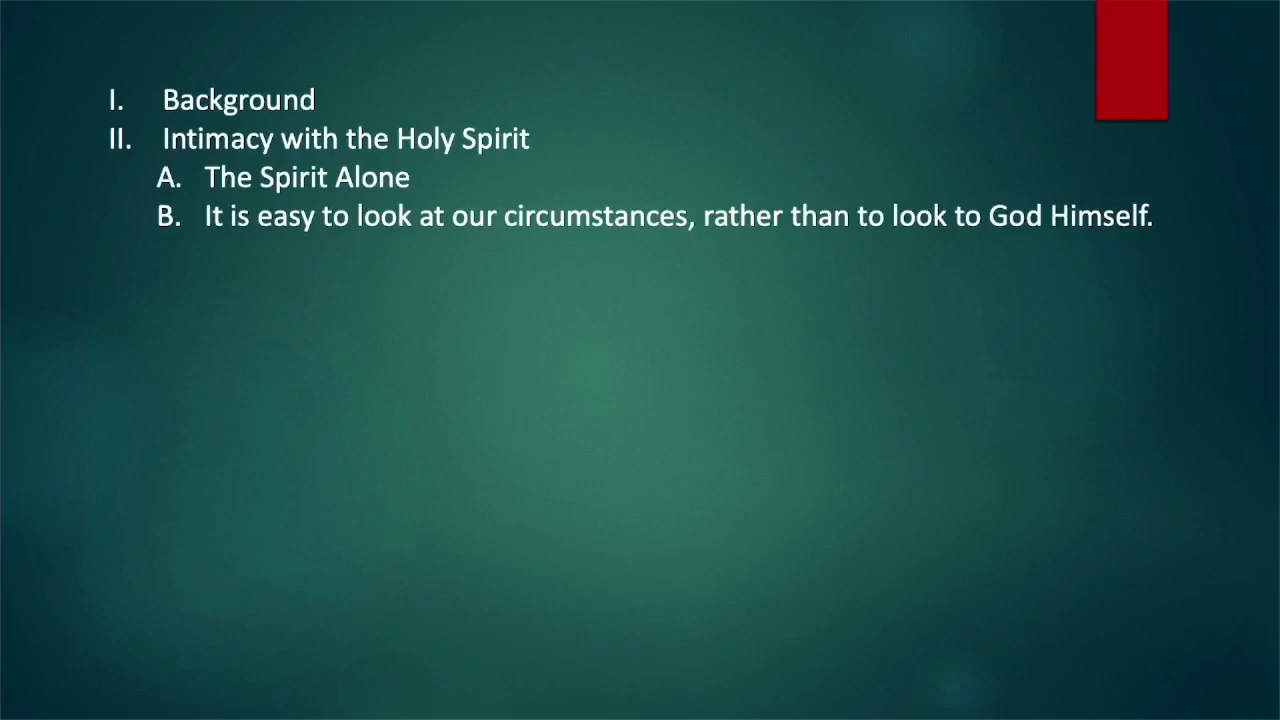 I. Background
II. Intimacy with the Holy Spirit
A. The Spirit Alone
B. It is easy to look at our circumstances, rather than to look to God Himself.